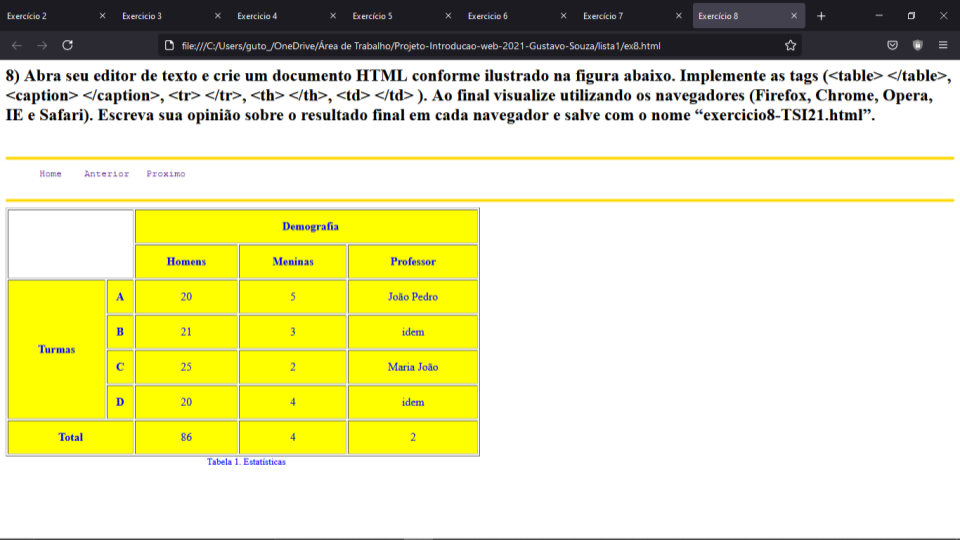 Exercício 2 Exercicio 3 Exercicio 4 Exercício 5 Exercicio 6 Exercício 7 Exercício 8
file:///C:/Users/guto_/OneDrive/Área de Trabalho/Projeto-Introducao-web-2021-Gustavo-Souza/lista1/ex8.html
8) Abra seu editor de texto e crie um documento HTML conforme ilustrado na figura abaixo. Implemente as tags (<table> </table>,
<caption> </caption>, <tr> </tr>, <th> </th>, <td> </td> ). Ao final visualize utilizando os navegadores (Firefox, Chrome, Opera,
IE e Safari). Escreva sua opinião sobre o resultado final em cada navegador e salve com o nome “exercicio8-TSI21.html”.
Home Anterior Proximo
Demografia
Homens Meninas Professor
A 20 5 João Pedro
B 21 3 idem
Turmas
C 25 2 Maria João
D 20 4 idem
Total 86 4 2
Tabela 1. Estatísticas